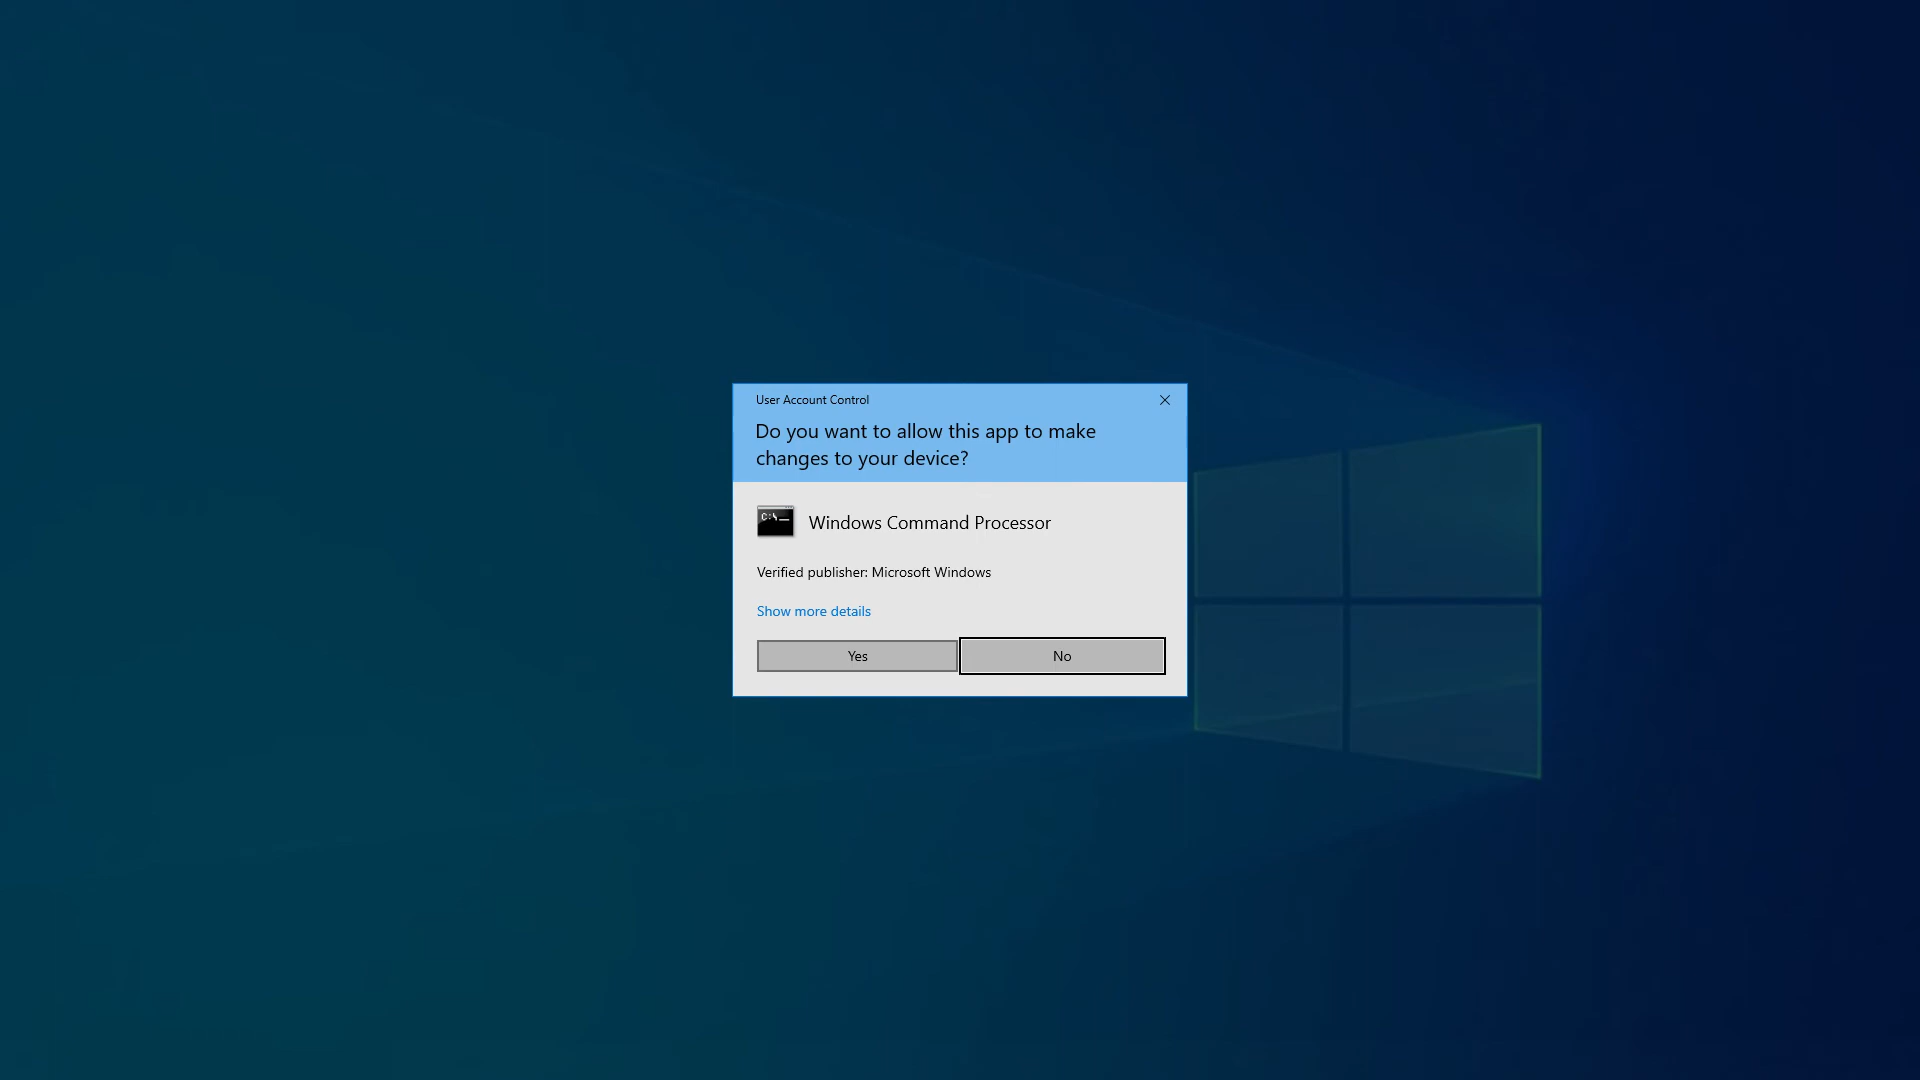 User Account Control
Do you want to allow this app to make
changes to your device?
C:\_
Windows Command Processor
Verified publisher: Microsoft Windows
Show more details
Yes
No